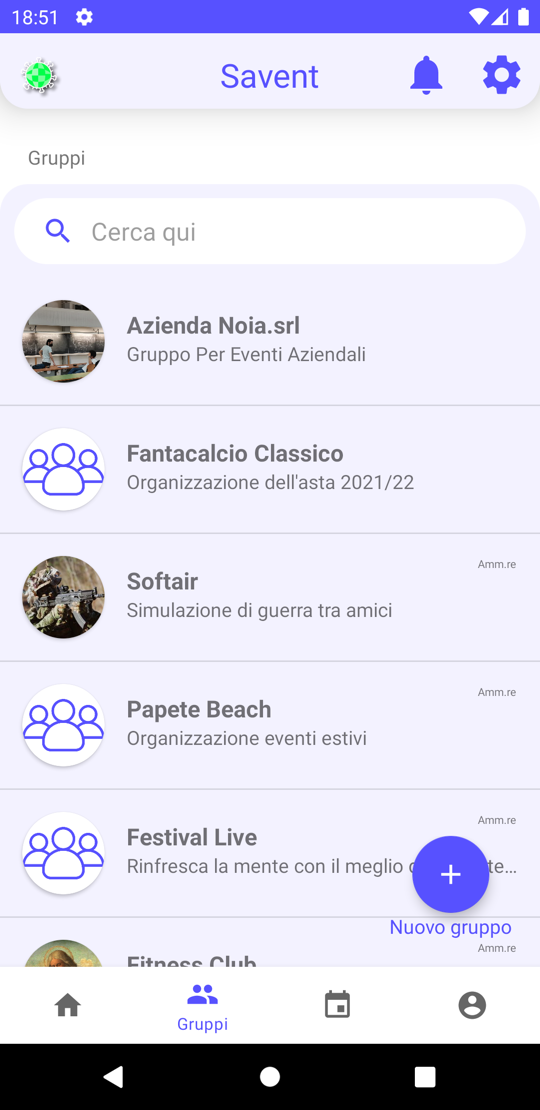 18:51
Savent
Gruppi
Cerca qui
Azienda Noia.srl
Gruppo Per Eventi Aziendali
Fantacalcio Classico
Organizzazione dell'asta 2021/22
Amm.re
Softair
Simulazione di guerra tra amici
Amm.re
Papete Beach
Organizzazione eventi estivi
Amm.re
Festival Live
Rinfresca la mente con il meglio
Nuovo gruppo
Amm.re
Fitness Club
Gruppi